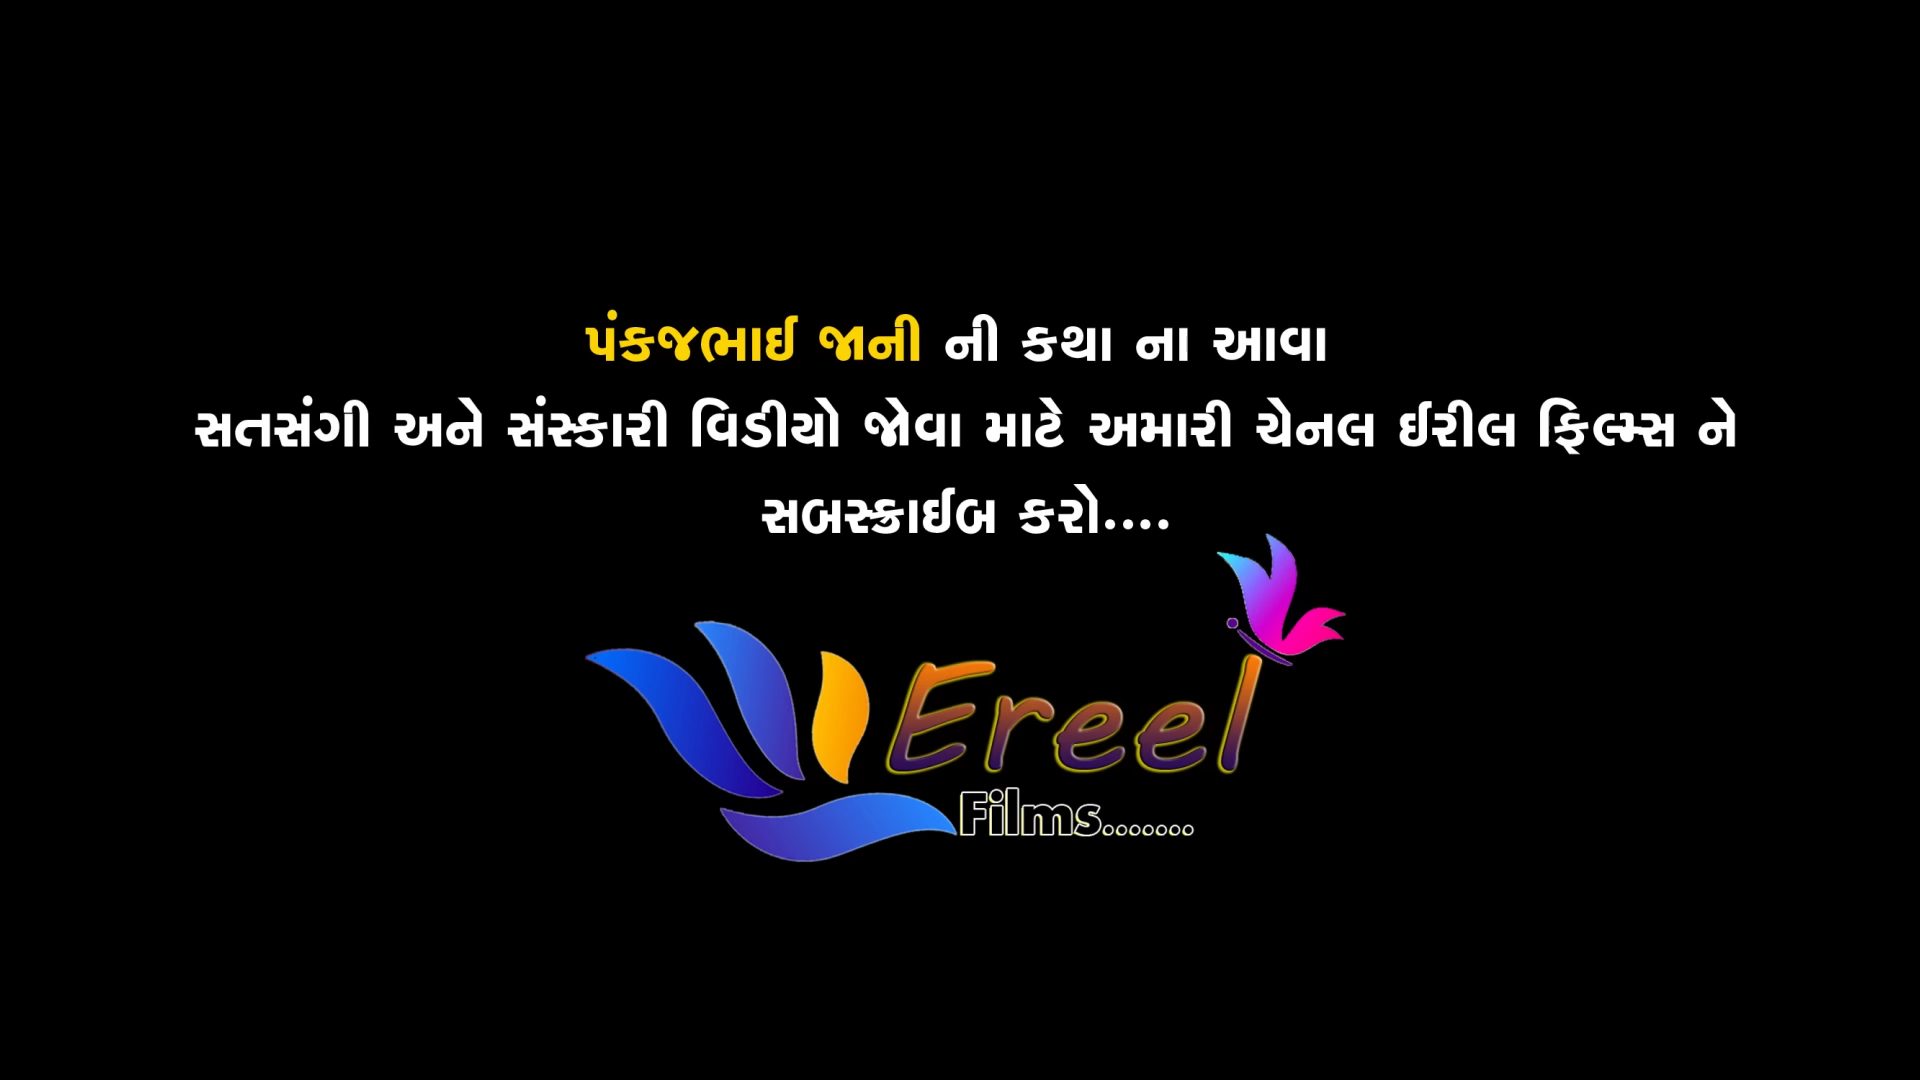 પંકજભાઈ જાની ની કથા ના આવા
સતસંગી અને સંસ્કારી વિડીયો જોવા માટે અમારી ચેનલ ઈરીલ ફિલ્મ્સ ને
સબસ્ક્રાઈબ કરો....
Ereel
Films.......